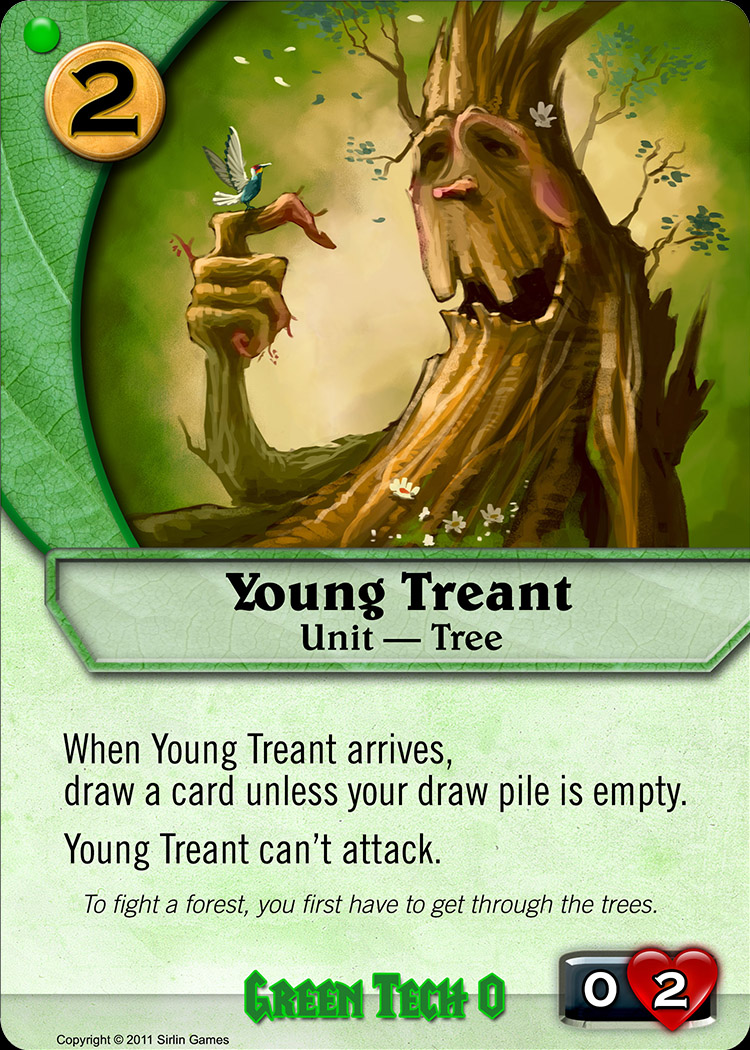 2
Young Treant
Unit — Tree
When Young Treant arrives,
draw a card unless your draw pile is empty.
Young Treant can't attack.
To fight a forest, you first have to get through the trees.
Green Tech 0
0 2
Copyright © 2011 Sirlin Games